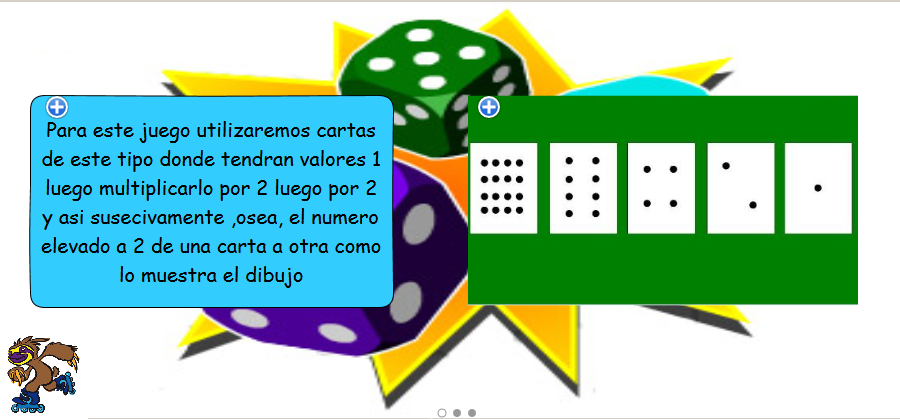 Para este juego utilizaremos cartas
de este tipo donde tendran valores 1
luego multiplicarlo por 2 luego por 2
y asi susecivamente ,osea, el numero
elevado a 2 de una carta a otra como
lo muestra el dibujo